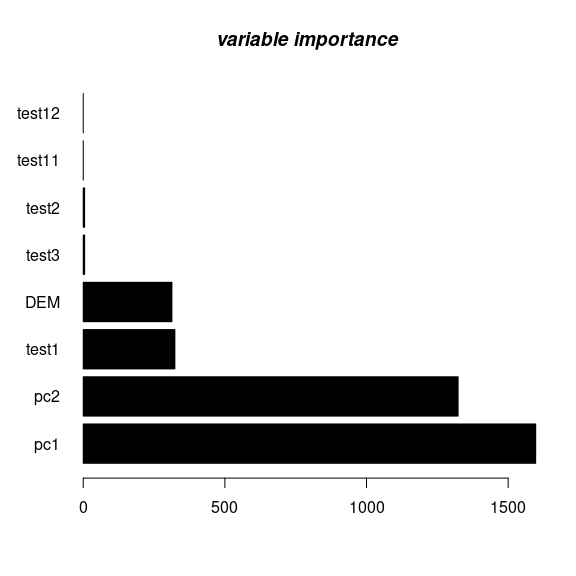 variable importance
test12
test11
test2
test3
DEM
test1
pc2
pc1
0 500 1000 1500